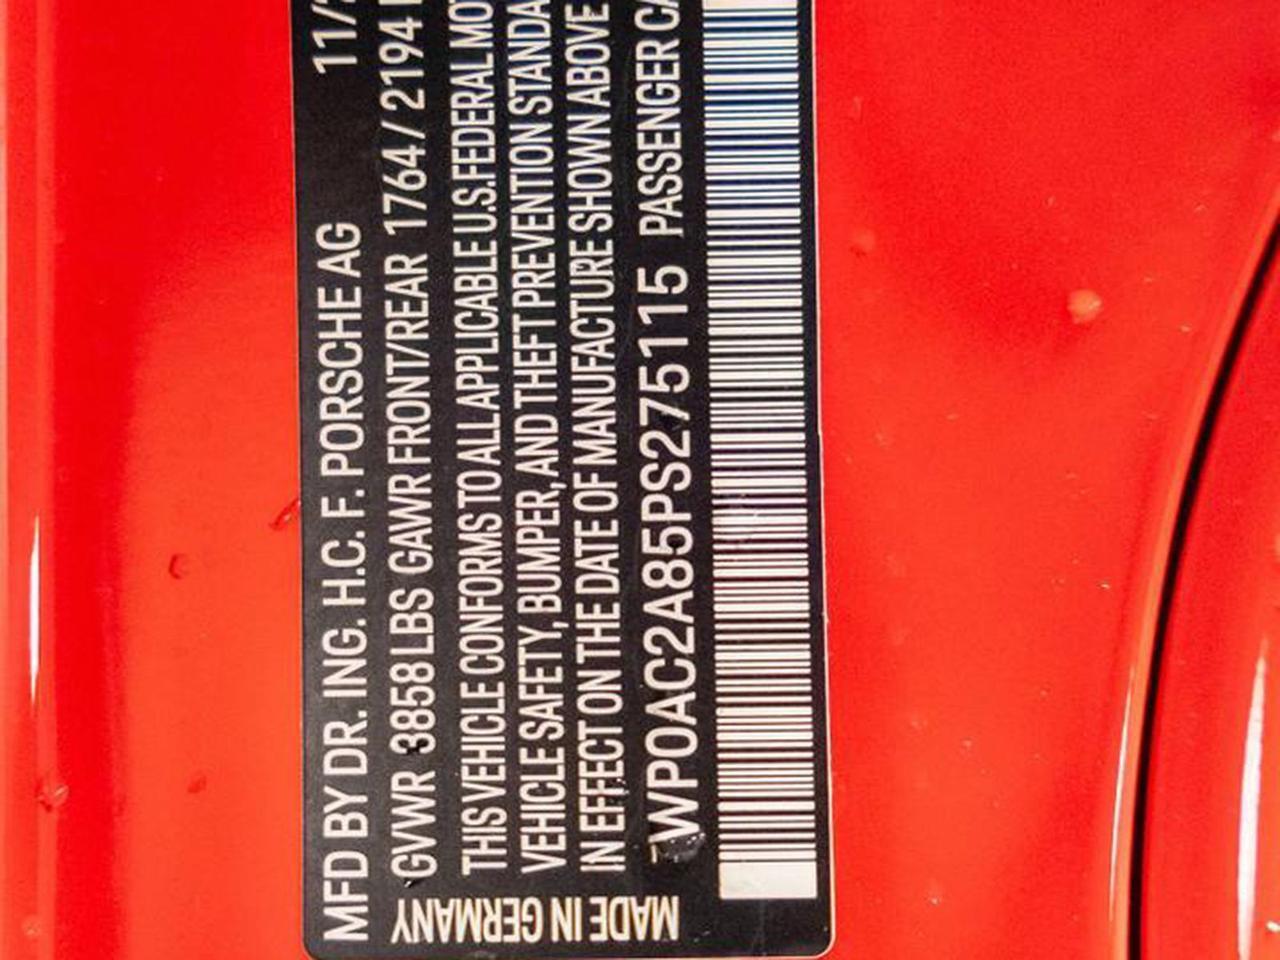 MFD BY DR. ING. H.C. F. PORSCHE AG 11/
GVWR 3858 LBS GAWR FRONT/REAR 1764 / 2194
THIS VEHICLE CONFORMS TO ALL APPLICABLE U.S. FEDERAL
VEHICLE SAFETY, BUMPER, AND THEFT PREVENTION
IN EFFECT ON THE DATE OF MANUFACTURE SHOWN ABOVE
WP0AC2A85PS275115 PASSENGER
MADE IN GERMANY